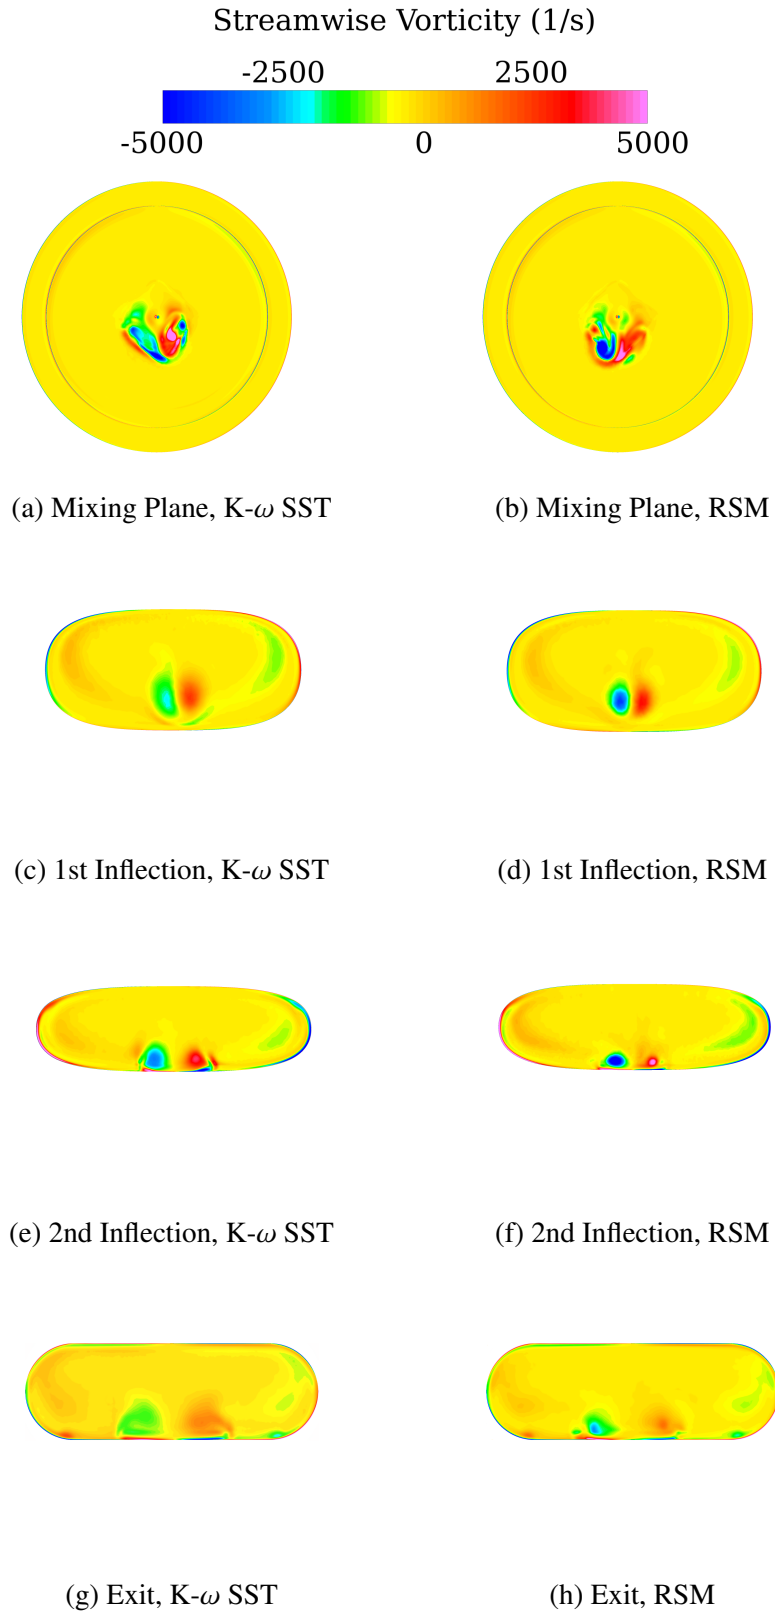 Streamwise Vorticity (1/s)
-2500 2500
-5000 0 5000
(a) Mixing Plane, K-ω SST
(b) Mixing Plane, RSM
(c) 1st Inflection, K-ω SST
(d) 1st Inflection, RSM
(e) 2nd Inflection, K-ω SST
(f) 2nd Inflection, RSM
(g) Exit, K-ω SST
(h) Exit, RSM